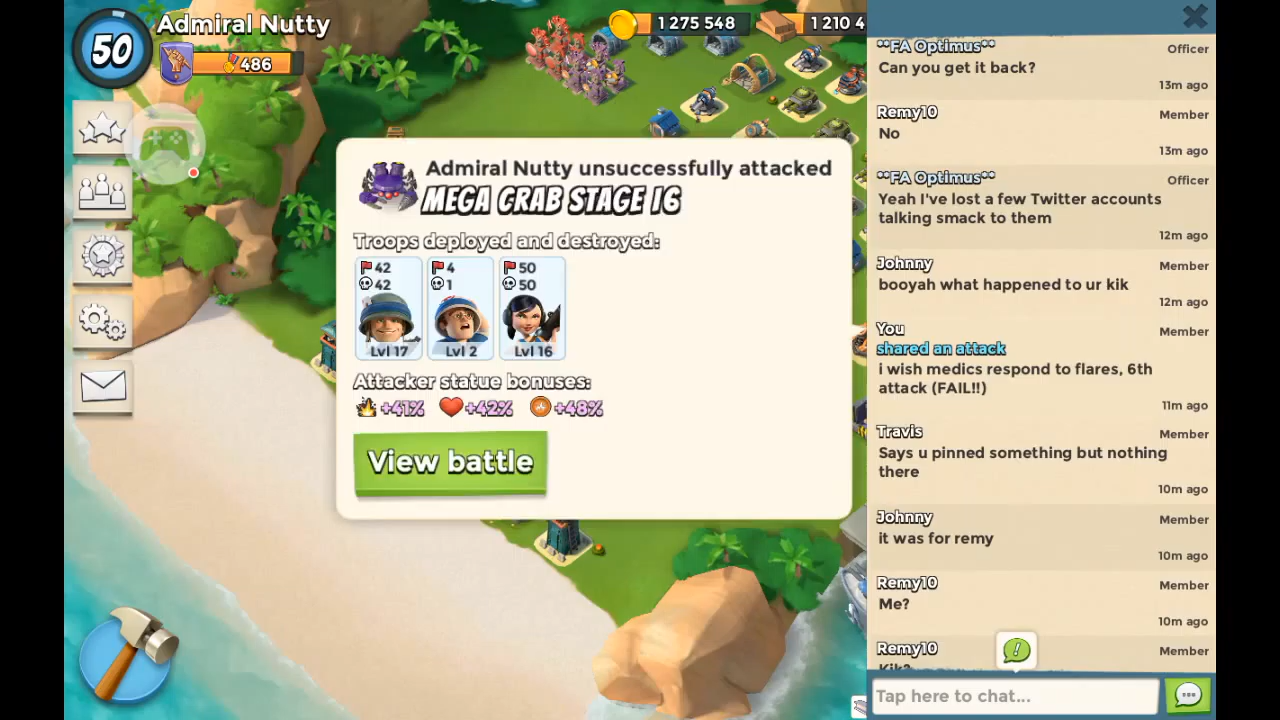 50
Admiral Nutty
486
1 275 548
1 210 4
Admiral Nutty unsuccessfully attacked
MEGA CRAB STAGE 16
Troops deployed and destroyed:
42
42
Lvl 17
4
1
Lvl 2
50
50
Lvl 16
Attacker statue bonuses:
+41% +42% +48%
View battle
**FA Optimus** Officer
Can you get it back?
13m ago
Remy10 Member
No
13m ago
**FA Optimus** Officer
Yeah I've lost a few Twitter accounts
talking smack to them
12m ago
Johnny Member
booyah what happened to ur kik
12m ago
You Member
shared an attack
i wish medics respond to flares, 6th
attack (FAIL!!)
11m ago
Travis Member
Says u pinned something but nothing
there
10m ago
Johnny Member
it was for remy
10m ago
Remy10 Member
Me?
10m ago
Remy10 Member
Kik?
Tap here to chat...